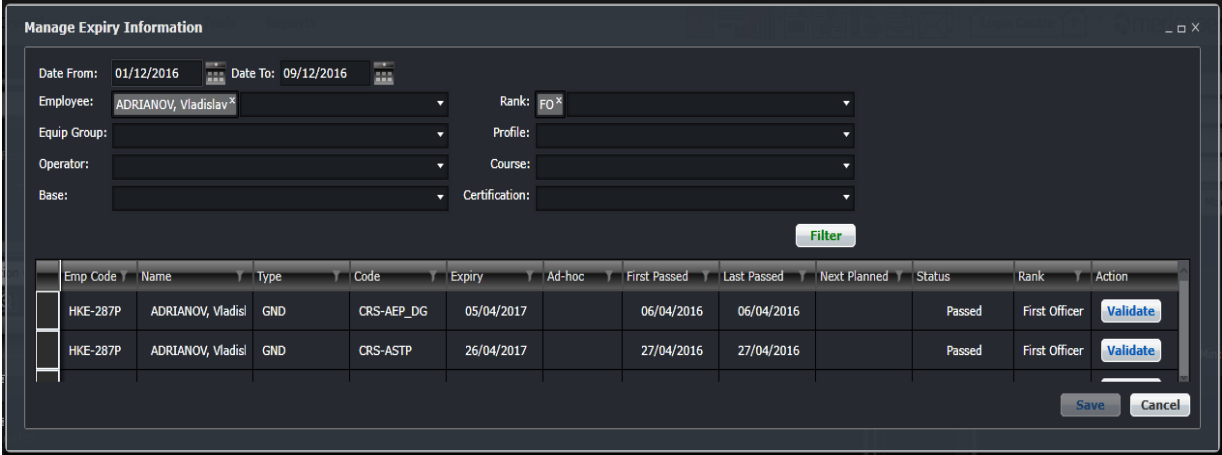 Manage Expiry Information
Date From: 01/12/2016 Date To: 09/12/2016
Employee: ADRIANOV, Vladislav x Rank: FO x
Equip Group: Profile:
Operator: Course:
Base: Certification:
Filter
Emp Code Name Type Code Expiry Ad-hoc First Passed Last Passed Next Planned Status Rank Action
HKE-287P ADRIANOV, Vladisl GND CRS-AEP_DG 05/04/2017 06/04/2016 06/04/2016 Passed First Officer Validate
HKE-287P ADRIANOV, Vladisl GND CRS-ASTP 26/04/2017 27/04/2016 27/04/2016 Passed First Officer Validate
Save Cancel